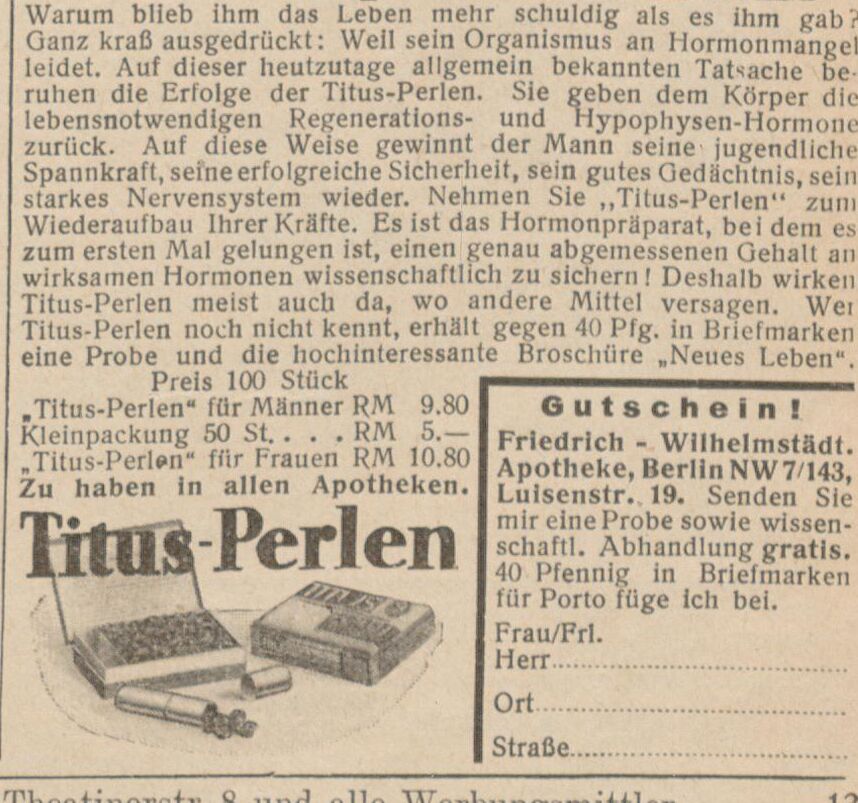 Warum blieb ihm das Leben mehr schuldig als es ihm gab?
Ganz kraß ausgedrückt: Weil sein Organismus an Hormonmangel
leidet. Auf dieser heutzutage allgemein bekannten Tatsache be-
ruhen die Erfolge der Titus-Perlen. Sie geben dem Körper die
lebensnotwendigen Regenerations- und Hypophysen-Hormone
zurück. Auf diese Weise gewinnt der Mann seine jugendliche
Spannkraft, seine erfolgreiche Sicherheit, sein gutes Gedächtnis, sein
starkes Nervensystem wieder. Nehmen Sie ,,Titus-Perlen“ zum
Wiederaufbau Ihrer Kräfte. Es ist das Hormonpräparat, bei dem es
zum ersten Mal gelungen ist, einen genau abgemessenen Gehalt an
wirksamen Hormonen wissenschaftlich zu sichern! Deshalb wirken
Titus-Perlen meist auch da, wo andere Mittel versagen. Wer
Titus-Perlen noch nicht kennt, erhält gegen 40 Pfg. in Briefmarken
eine Probe und die hochinteressante Broschüre „Neues Leben“.
Preis 100 Stück
„Titus-Perlen“ für Männer RM 9.80
Kleinpackung 50 St. . . . RM 5.—
„Titus-Perlen“ für Frauen RM 10.80
Zu haben in allen Apotheken.
Titus-Perlen
TITUS
Gutschein!
Friedrich - Wilhelmstädt.
Apotheke, Berlin NW 7/143,
Luisenstr. 19. Senden Sie
mir eine Probe sowie wissen-
schaftl. Abhandlung gratis.
40 Pfennig in Briefmarken
für Porto füge ich bei.
Frau/Frl.
Herr
Ort
Straße
Theatinerstr. 8 und alle Werbungsmittler